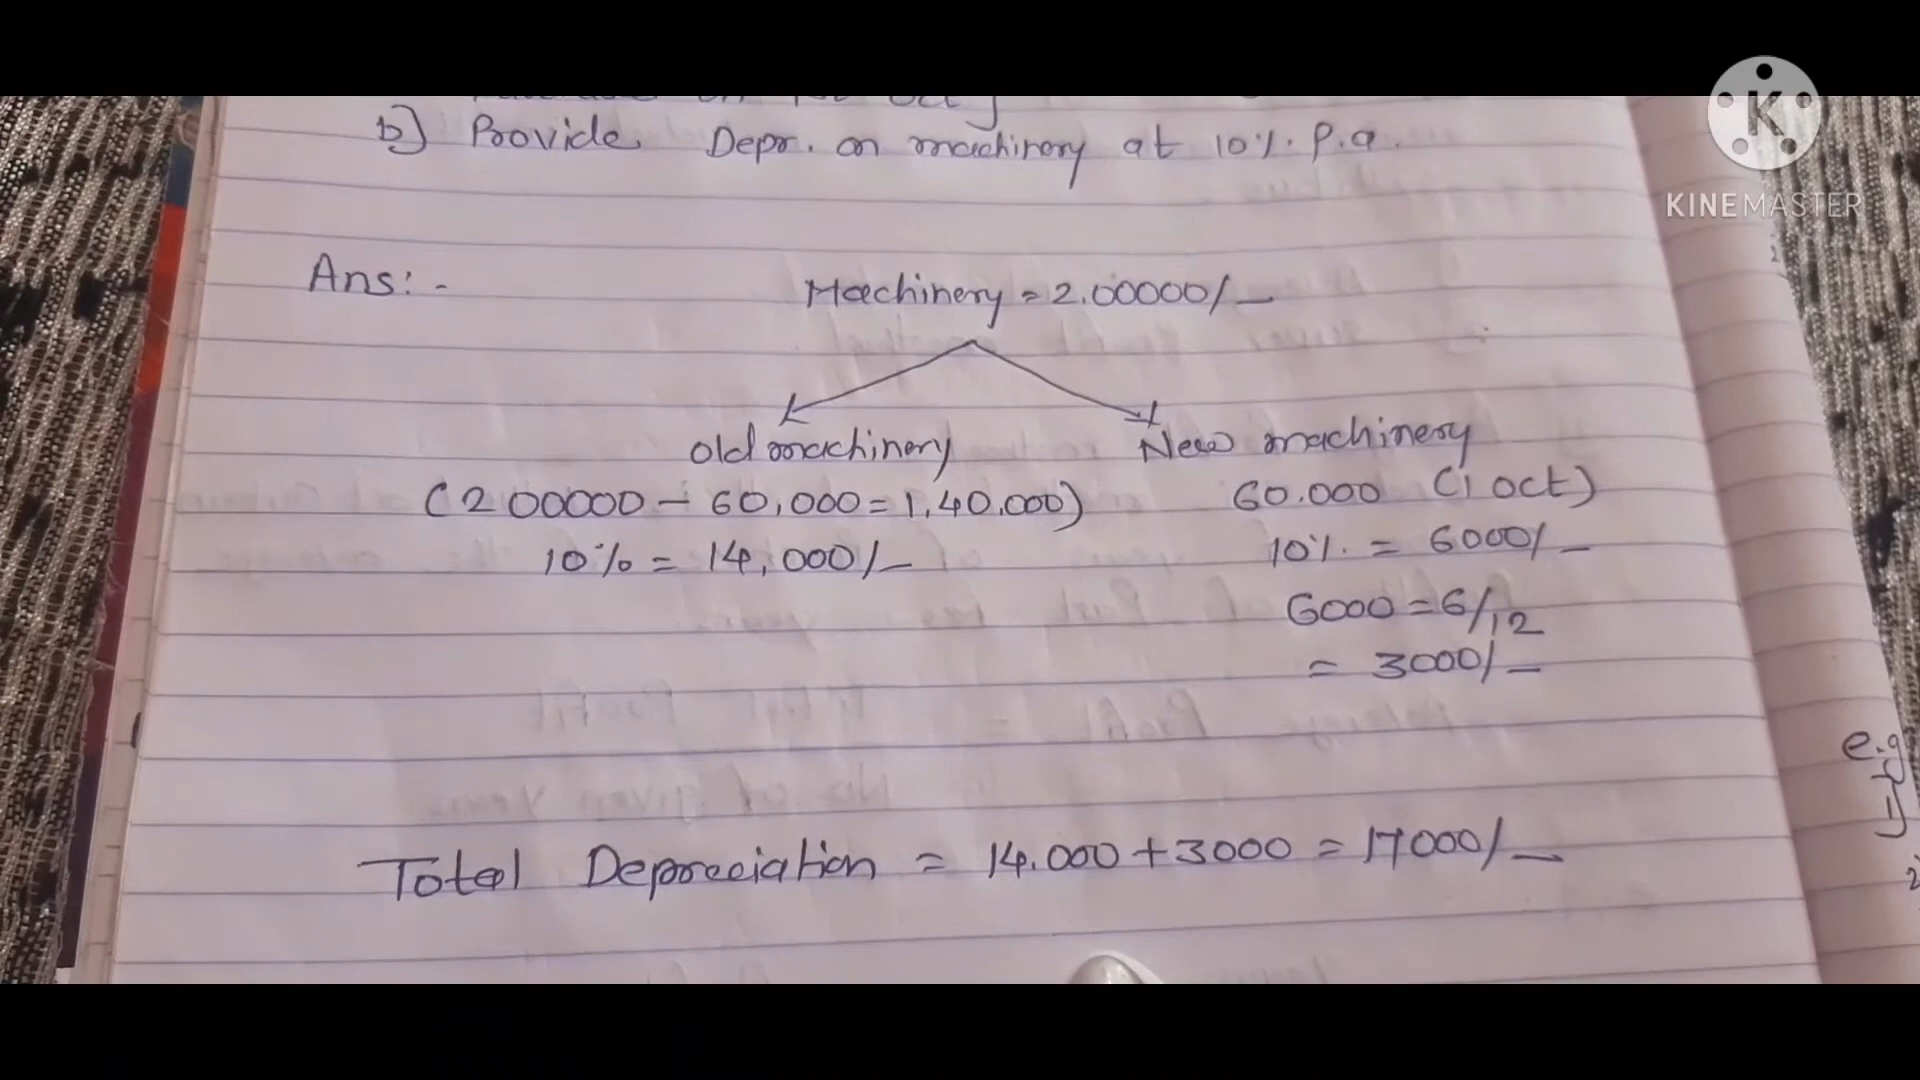 b] Provide Depr. on machinery at 10%. P.a.
K
KINEMASTER
Ans:-
Machinery = 2.00000/-
old machinery
New machinery
(200000 - 60,000 = 1,40.000)
60.000 (1 oct)
10% = 14,000/-
10%. = 6000/-
6000 = 6/12
= 3000/-
e.g
Total Depreciation = 14.000 + 3000 = 17000/-